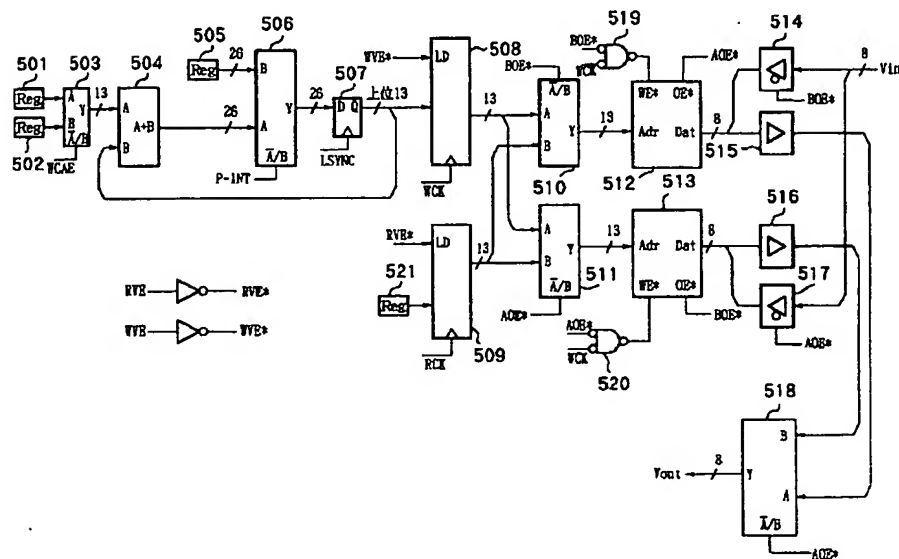 501
Reg
Reg
502
503
A
Y
B
A/B
WCAE
13
504
A
A+B
B
26
505
Reg
26
506
B
Y
A
A/B
P-INT
26
507
D Q
LSYNC
上位13
WVE*
LD
508
WCK
13
RVE*
LD
521
Reg
509
RCK
13
BOE*
A/B
A
Y
B
510
13
A
Y
B
A/B
511
AOE*
13
519
BOE*
WCK
AOE*
WE* OE*
Adr Dat
512
8
513
Adr Dat
WE* OE*
8
BOE*
AOE*
WCK
520
514
8
Vin
BOE*
515
516
517
AOE*
RVE RVE*
WVE WVE*
518
B
Vout
8
Y
A
A/B
AOE*